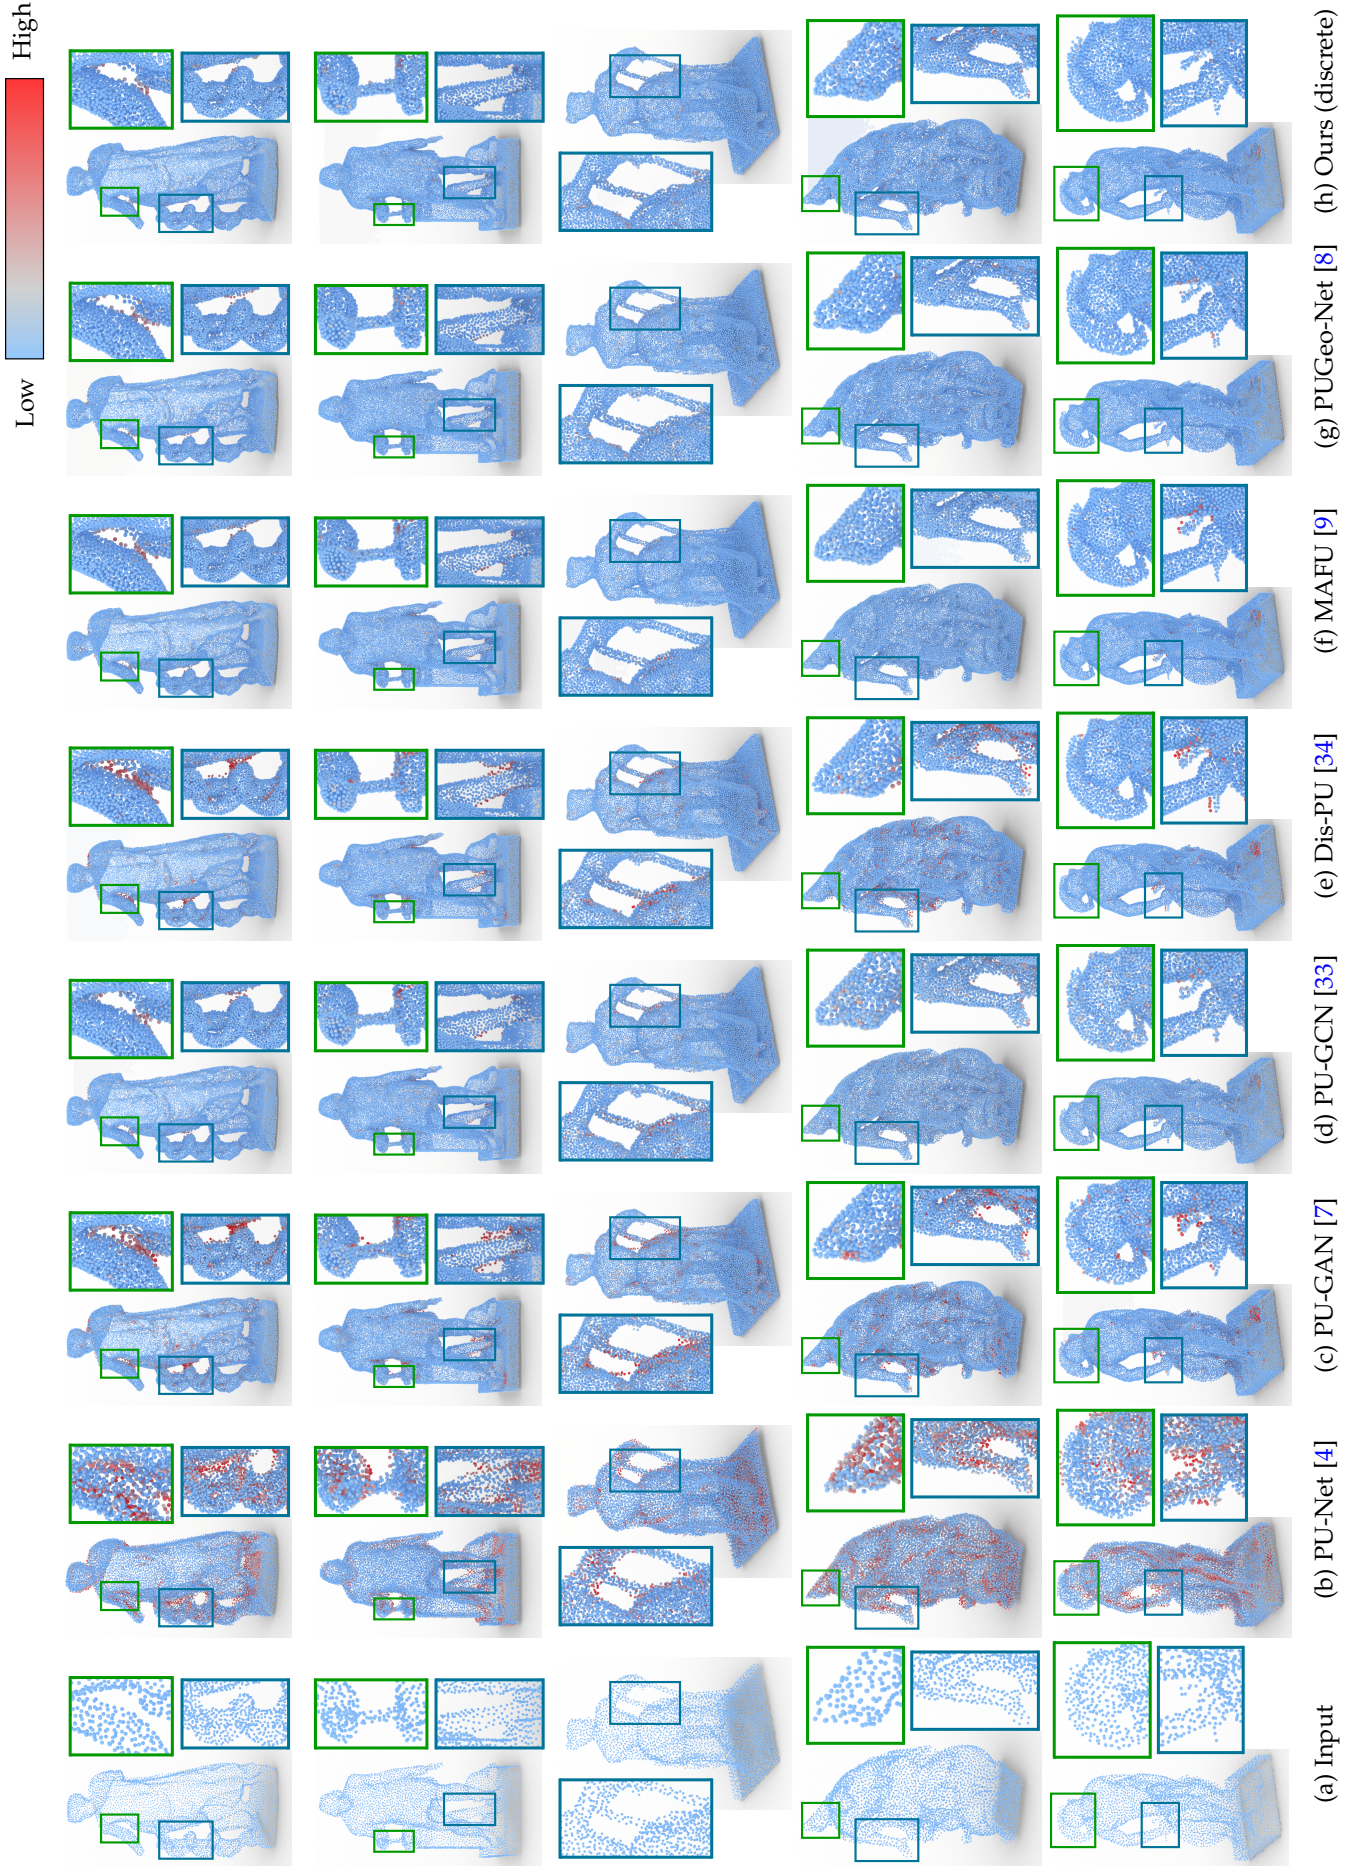 Low High
(a) Input
(b) PU-Net [4]
(c) PU-GAN [7]
(d) PU-GCN [33]
(e) Dis-PU [34]
(f) MAFU [9]
(g) PUGeo-Net [8]
(h) Ours (discrete)